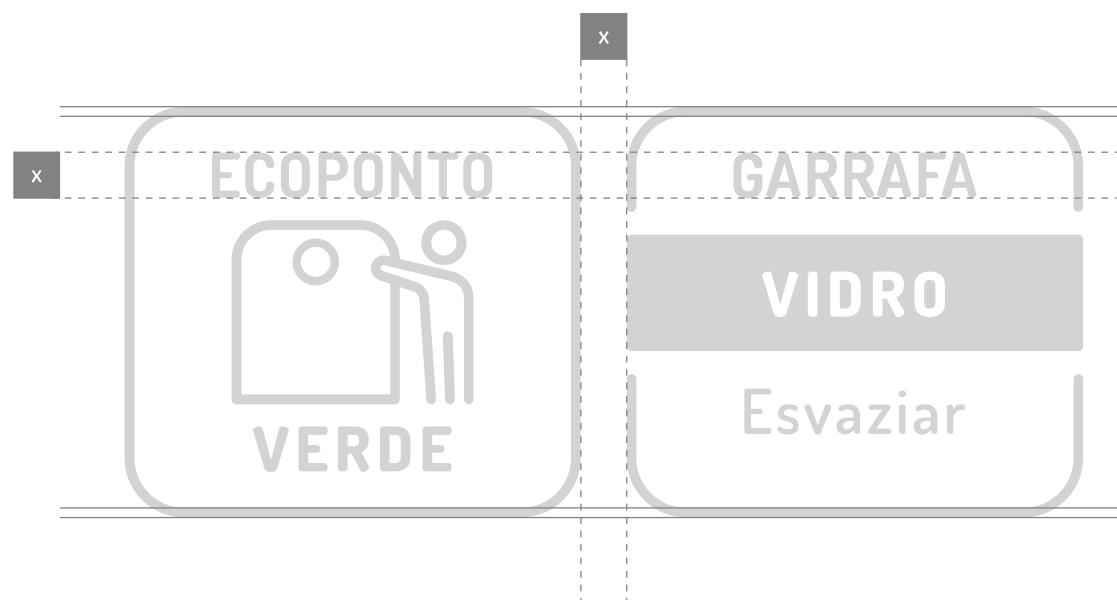 x
x
ECOPONTO
VERDE
GARRAFA
VIDRO
Esvaziar